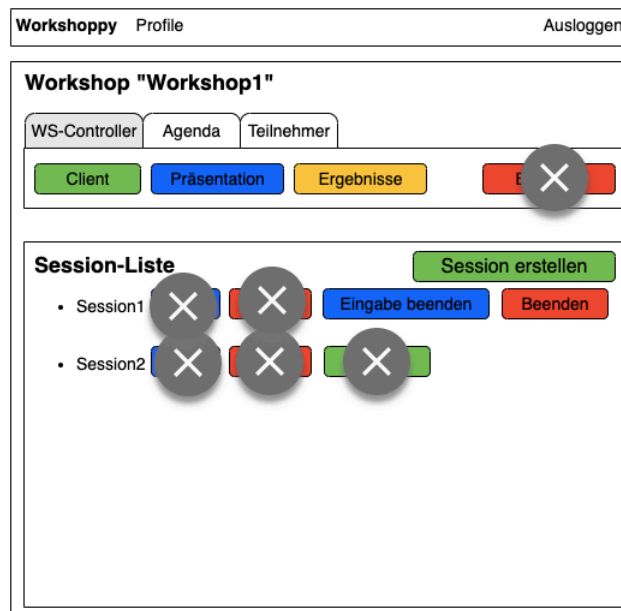 Workshoppy Profile Ausloggen
Workshop "Workshop1"
WS-Controller Agenda Teilnehmer
Client Präsentation Ergebnisse
Session-Liste Session erstellen
• Session1 Eingabe beenden Beenden
• Session2